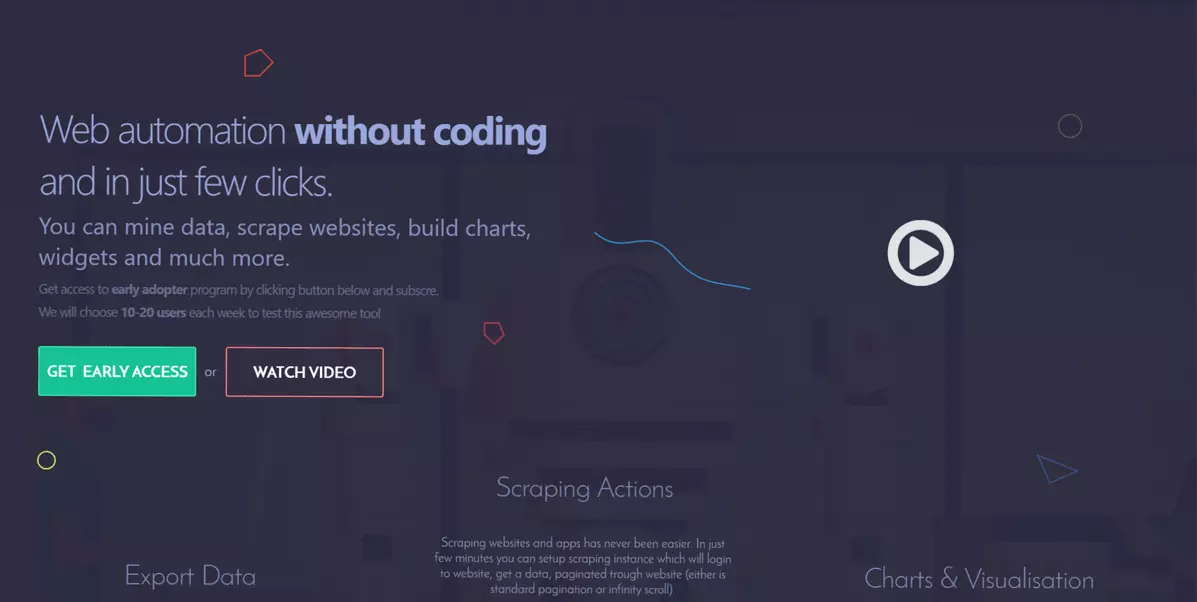 Web automation without coding
and in just few clicks.
You can mine data, scrape websites, build charts,
widgets and much more.
Get access to early adopter program by clicking button below and subscre.
We will choose 10-20 users each week to test this awesome tool
GET EARLY ACCESS or WATCH VIDEO
Scraping Actions
Scraping websites and apps has never been easier. In just
few minutes you can setup scraping instance which will login
to website, get a data, paginated trough website (either is
standard pagination or infinity scroll)
Export Data
Charts & Visualisation